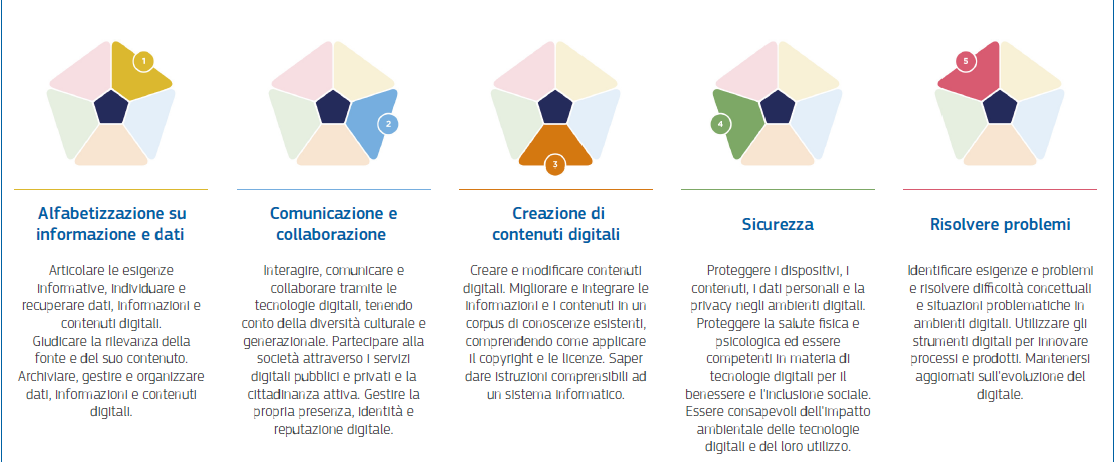 1
Alfabetizzazione su
informazione e dati
Articolare le esigenze
informative, individuare e
recuperare dati, informazioni e
contenuti digitali.
Giudicare la rilevanza della
fonte e del suo contenuto.
Archiviare, gestire e organizzare
dati, informazioni e contenuti
digitali.
2
Comunicazione e
collaborazione
Interagire, comunicare e
collaborare tramite le
tecnologie digitali, tenendo
conto della diversità culturale e
generazionale. Partecipare alla
società attraverso i servizi
digitali pubblici e privati e la
cittadinanza attiva. Gestire la
propria presenza, identità e
reputazione digitale.
3
Creazione di
contenuti digitali
Creare e modificare contenuti
digitali. Migliorare e integrare le
informazioni e i contenuti in un
corpus di conoscenze esistenti,
comprendendo come applicare
il copyright e le licenze. Saper
dare istruzioni comprensibili ad
un sistema informatico.
4
Sicurezza
Proteggere i dispositivi, i
contenuti, i dati personali e la
privacy negli ambienti digitali.
Proteggere la salute fisica e
psicologica ed essere
competenti in materia di
tecnologie digitali per il
benessere e l'inclusione sociale.
Essere consapevoli dell'impatto
ambientale delle tecnologie
digitali e del loro utilizzo.
5
Risolvere problemi
Identificare esigenze e problemi
e risolvere difficoltà concettuali
e situazioni problematiche in
ambienti digitali. Utilizzare gli
strumenti digitali per innovare
processi e prodotti. Mantenersi
aggiornati sull'evoluzione del
digitale.